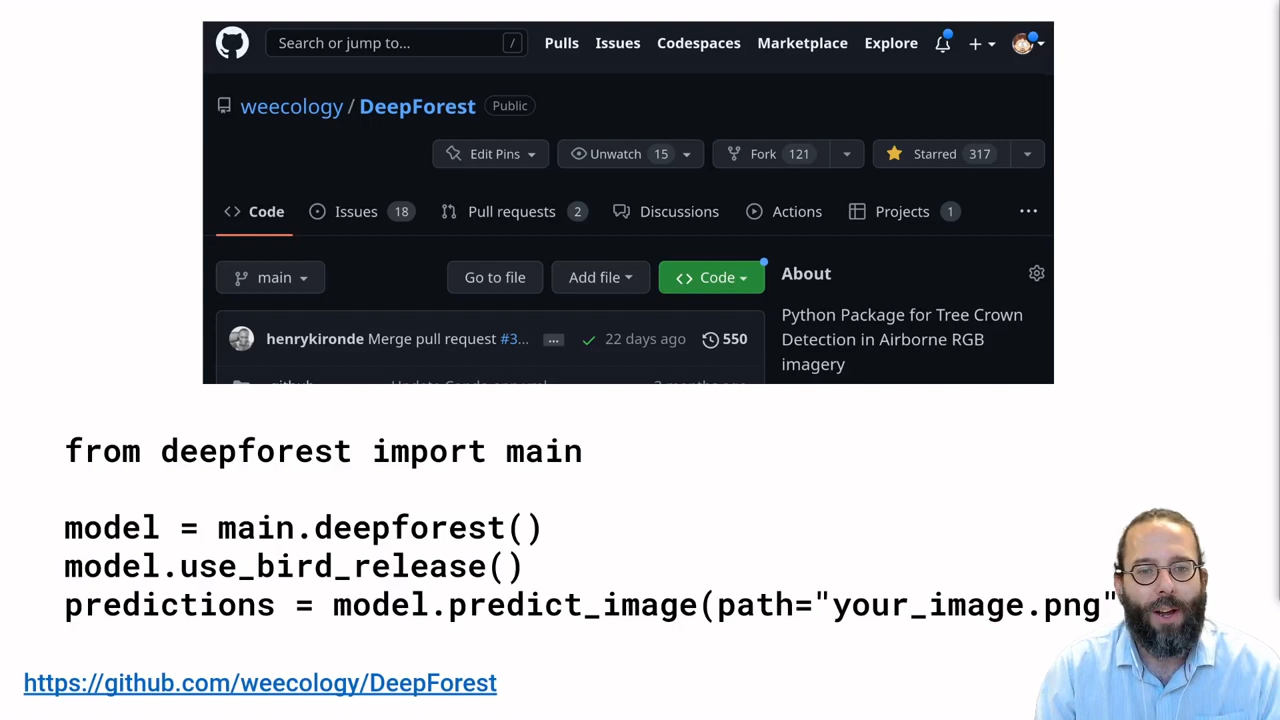 Search or jump to... /
Pulls Issues Codespaces Marketplace Explore
weecology / DeepForest Public
Edit Pins Unwatch 15 Fork 121 Starred 317
Code Issues 18 Pull requests 2 Discussions Actions Projects 1 ...
main Go to file Add file Code About
Python Package for Tree Crown
Detection in Airborne RGB
imagery
henrykironde Merge pull request #3... ... 22 days ago 550
from deepforest import main
model = main.deepforest()
model.use_bird_release()
predictions = model.predict_image(path="your_image.png"
https://github.com/weecology/DeepForest